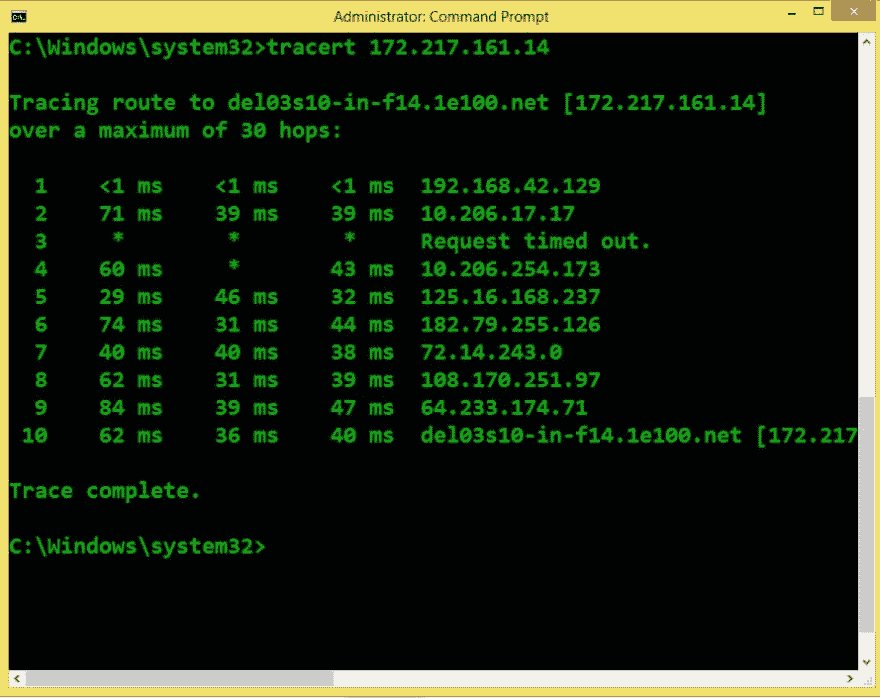 Administrator: Command Prompt
C:\Windows\system32>tracert 172.217.161.14
Tracing route to del03s10-in-f14.1e100.net [172.217.161.14]
over a maximum of 30 hops:
1 <1 ms <1 ms <1 ms 192.168.42.129
2 71 ms 39 ms 39 ms 10.206.17.17
3 * * * Request timed out.
4 60 ms * 43 ms 10.206.254.173
5 29 ms 46 ms 32 ms 125.16.168.237
6 74 ms 31 ms 44 ms 182.79.255.126
7 40 ms 40 ms 38 ms 72.14.243.0
8 62 ms 31 ms 39 ms 108.170.251.97
9 84 ms 39 ms 47 ms 64.233.174.71
10 62 ms 36 ms 40 ms del03s10-in-f14.1e100.net [172.217
Trace complete.
C:\Windows\system32>